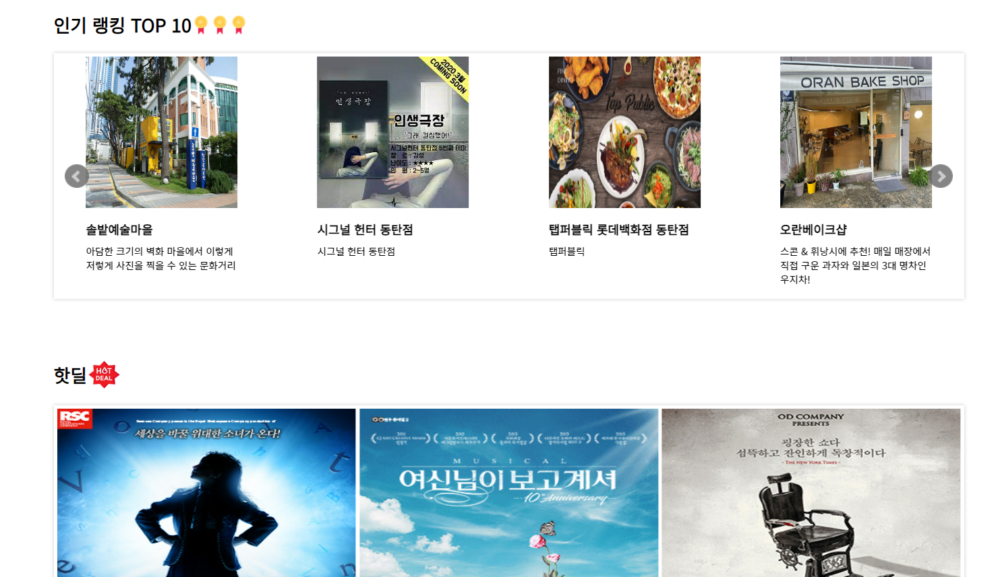 인기 랭킹 TOP 10
2020.3월
COMING SOON
인생극장
인생극장
"그래, 결심했어!"
시그널헌터 동탄점 5번째 테마
장 르 : 감성
난이도 : ★★★★
인 원 : 2~5명
Tap Public
ORAN BAKE SHOP
솔밭예술마을
아담한 크기의 벽화 마을에서 이렇게
저렇게 사진을 찍을 수 있는 문화거리
시그널 헌터 동탄점
시그널 헌터 동탄점
탭퍼블릭 롯데백화점 동탄점
탭퍼블릭
오란베이크샵
스콘 & 휘낭시에 추천! 매일 매장에서
직접 구운 과자와 일본의 3대 명차인
우지차!
핫딜
HOT
DEAL
RSC
세상을 바꿀 위대한 소녀가 온다!
MUSICAL
여신님이 보고 계셔
10th Anniversary
OD COMPANY
PRESENTS
굉장한 쇼다
섬뜩하고 잔인하게 독창적이다
- THE NEW YORK TIMES -